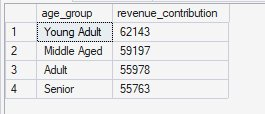 age_group revenue_contribution
1 Young Adult 62143
2 Middle Aged 59197
3 Adult 55978
4 Senior 55763